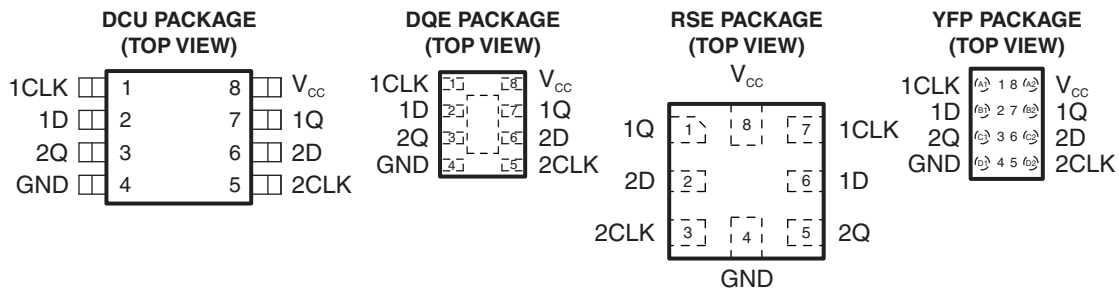 DCU PACKAGE
(TOP VIEW)
1CLK 1 8 VCC
1D 2 7 1Q
2Q 3 6 2D
GND 4 5 2CLK
DQE PACKAGE
(TOP VIEW)
1CLK 1 8 VCC
1D 2 7 1Q
2Q 3 6 2D
GND 4 5 2CLK
RSE PACKAGE
(TOP VIEW)
VCC
1Q 1 8 7 1CLK
2D 2 6 1D
2CLK 3 4 5 2Q
GND
YFP PACKAGE
(TOP VIEW)
1CLK A1 1 8 A2 VCC
1D B1 2 7 B2 1Q
2Q C1 3 6 C2 2D
GND D1 4 5 D2 2CLK